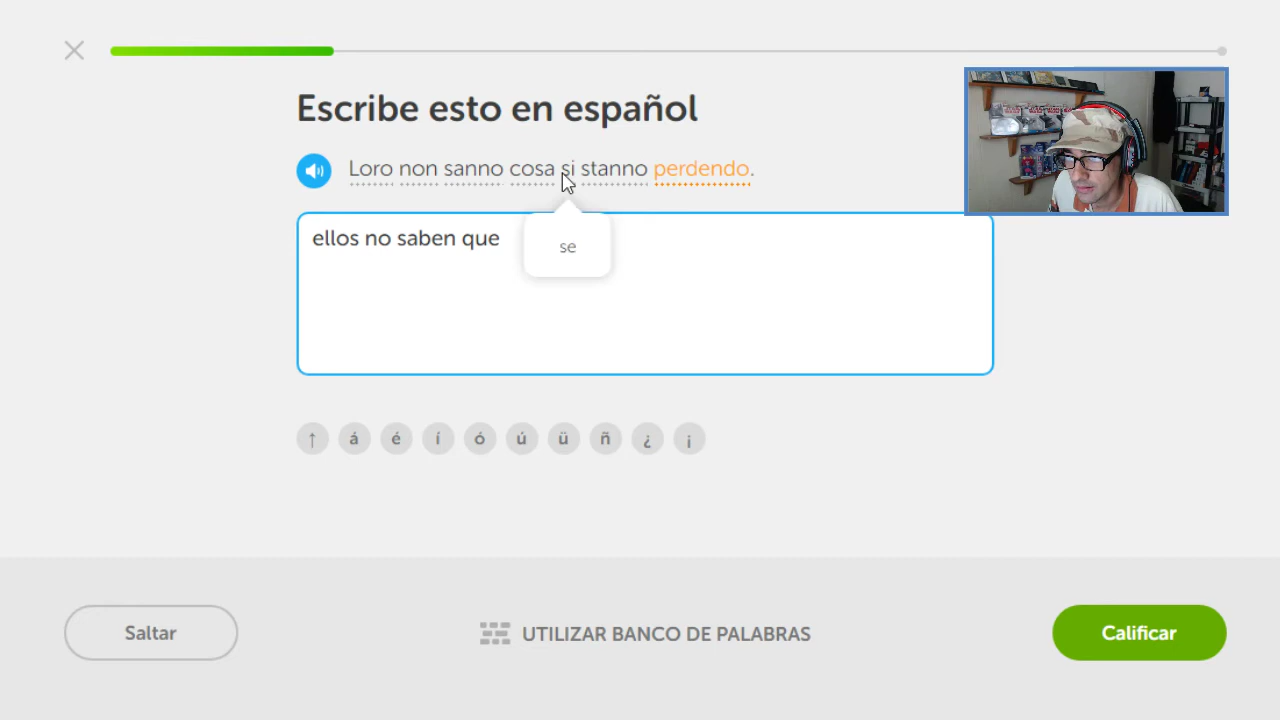 Escribe esto en español
Loro non sanno cosa si stanno perdendo.
ellos no saben que
se
↑ á é í ó ú ü ñ ¿ ¡
Saltar
UTILIZAR BANCO DE PALABRAS
Calificar